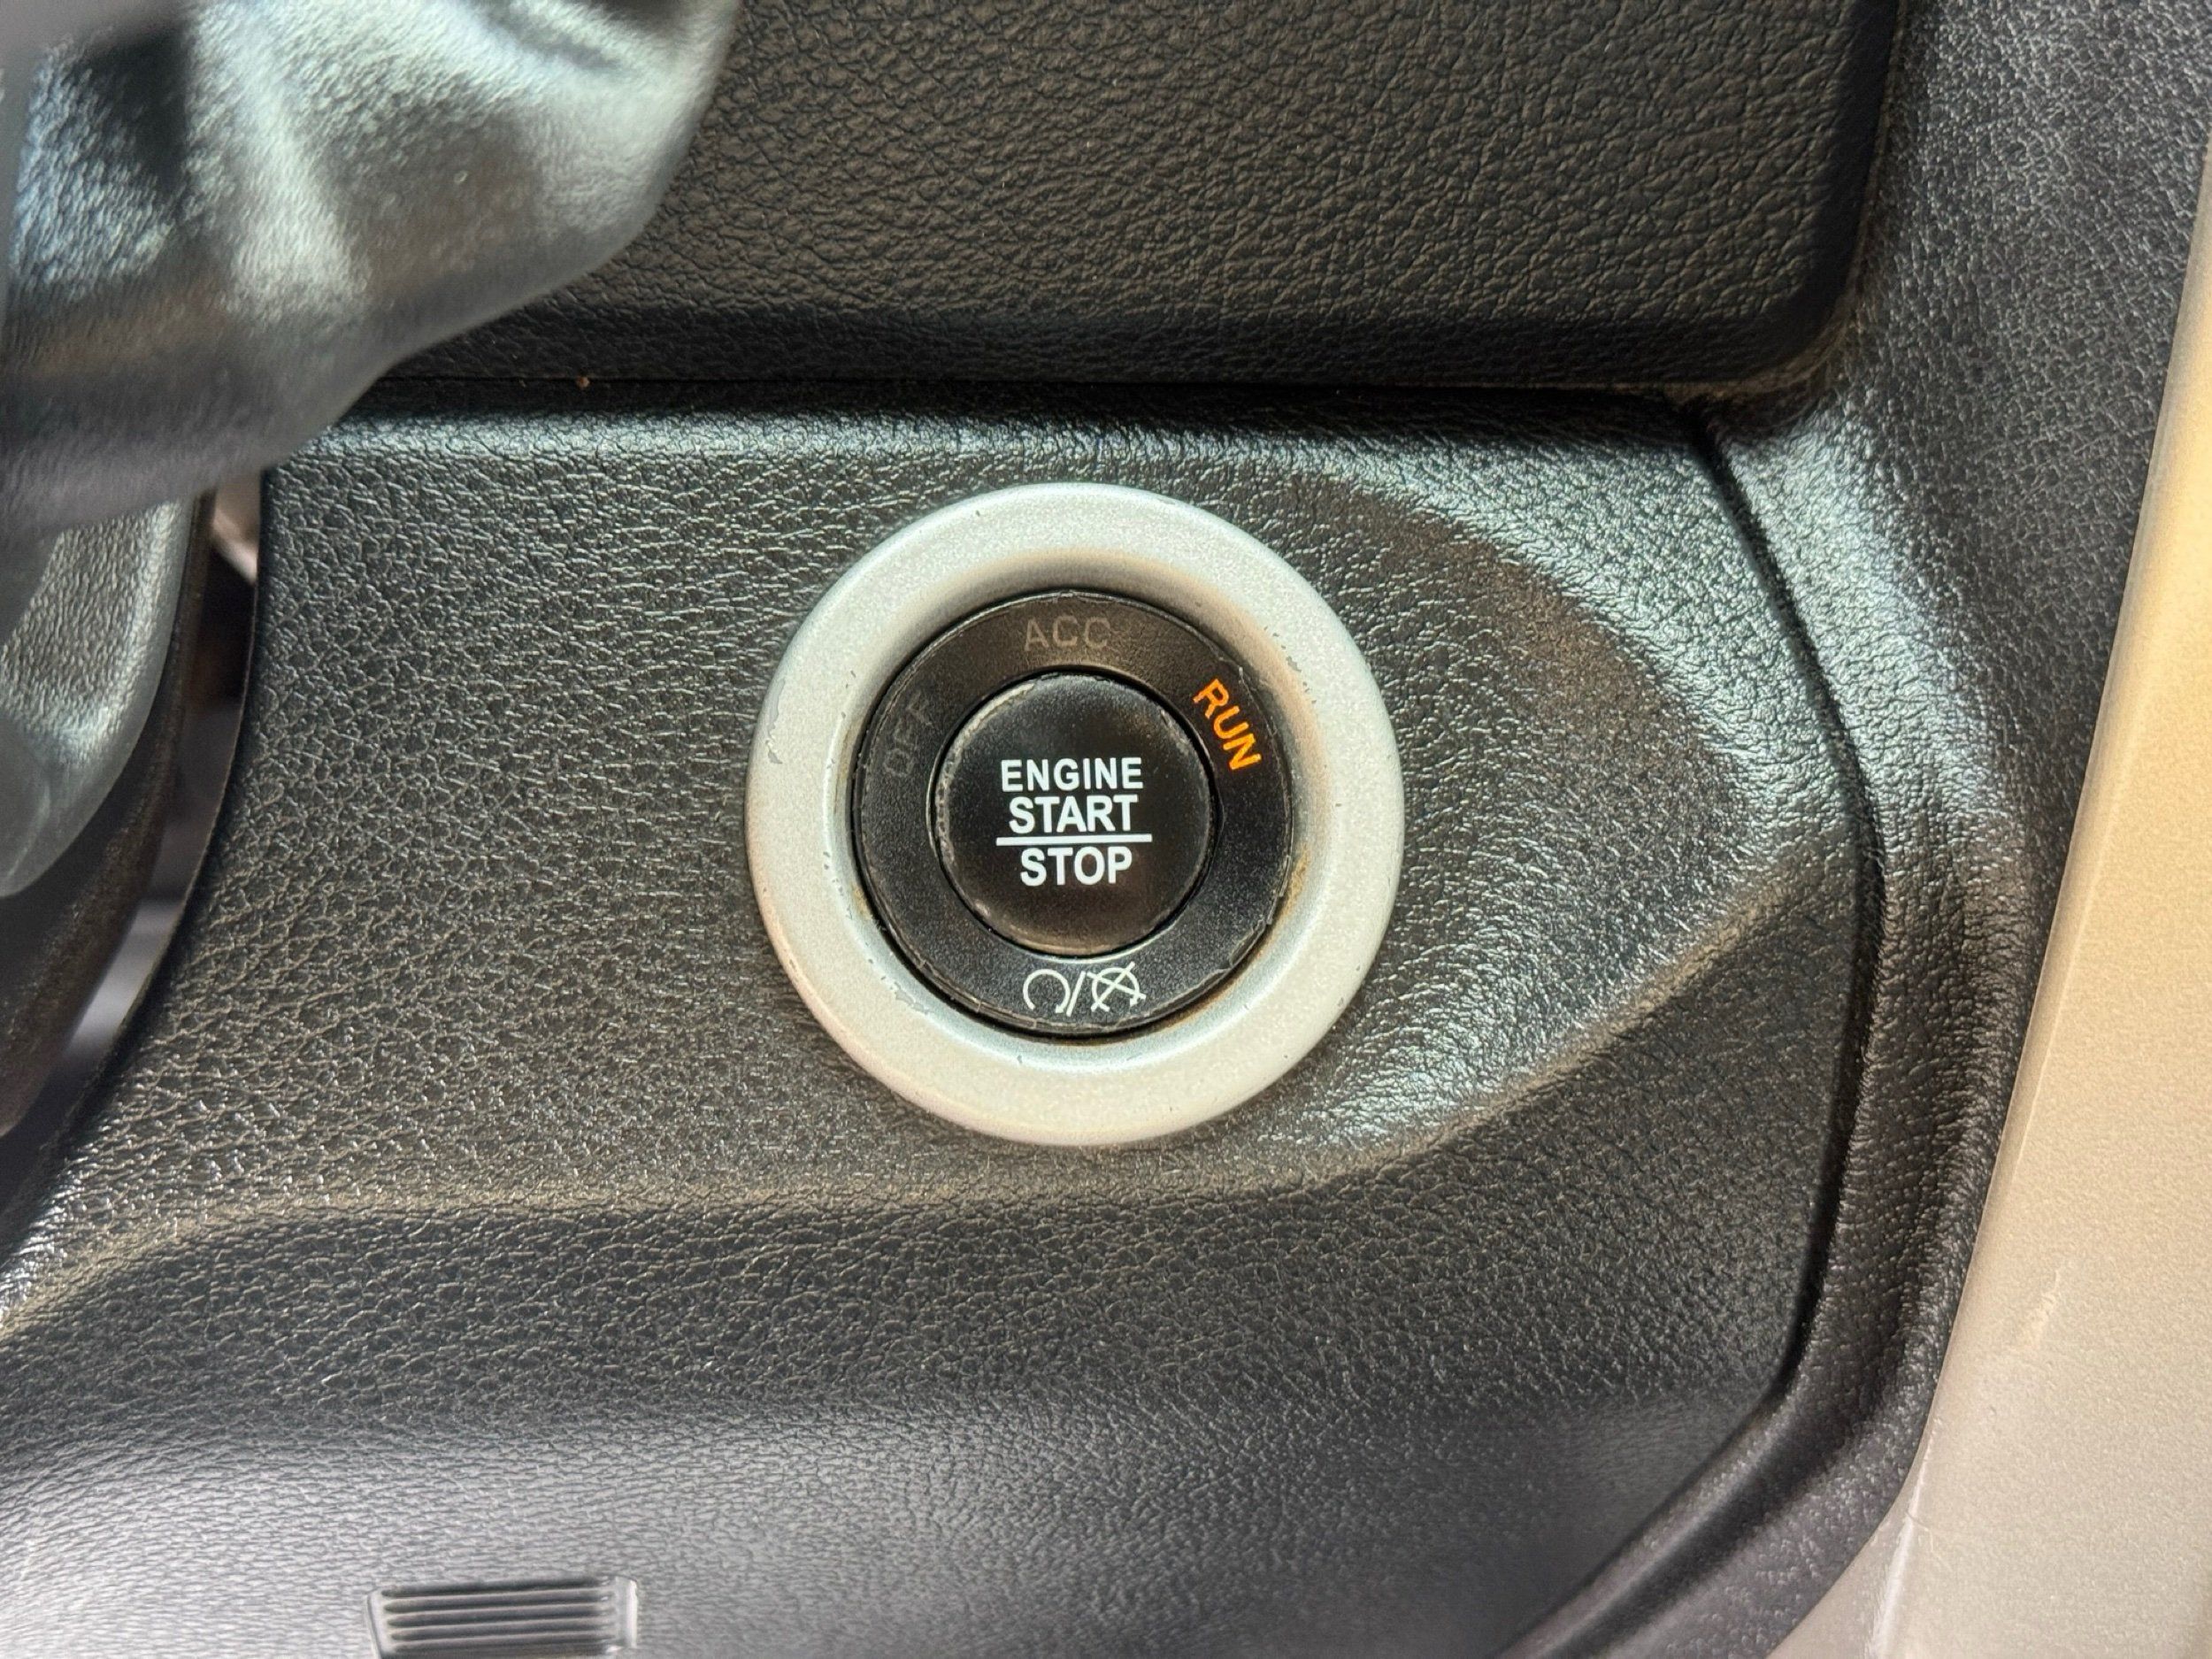 ACC
OFF
RUN
ENGINE
START
STOP